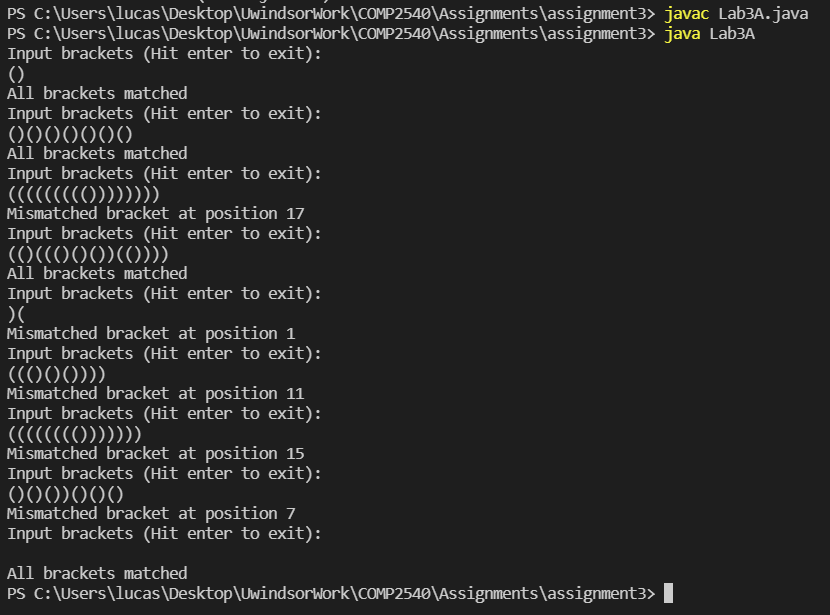 PS C:\Users\lucas\Desktop\UwindsorWork\COMP2540\Assignments\assignment3> javac Lab3A.java
PS C:\Users\lucas\Desktop\UwindsorWork\COMP2540\Assignments\assignment3> java Lab3A
Input brackets (Hit enter to exit):
()
All brackets matched
Input brackets (Hit enter to exit):
()()()()()()()
All brackets matched
Input brackets (Hit enter to exit):
((((((((())))))))
Mismatched bracket at position 17
Input brackets (Hit enter to exit):
(()((()()())(())))
All brackets matched
Input brackets (Hit enter to exit):
)(
Mismatched bracket at position 1
Input brackets (Hit enter to exit):
((()()())))
Mismatched bracket at position 11
Input brackets (Hit enter to exit):
(((((((()))))))
Mismatched bracket at position 15
Input brackets (Hit enter to exit):
()()())()()()
Mismatched bracket at position 7
Input brackets (Hit enter to exit):
All brackets matched
PS C:\Users\lucas\Desktop\UwindsorWork\COMP2540\Assignments\assignment3>